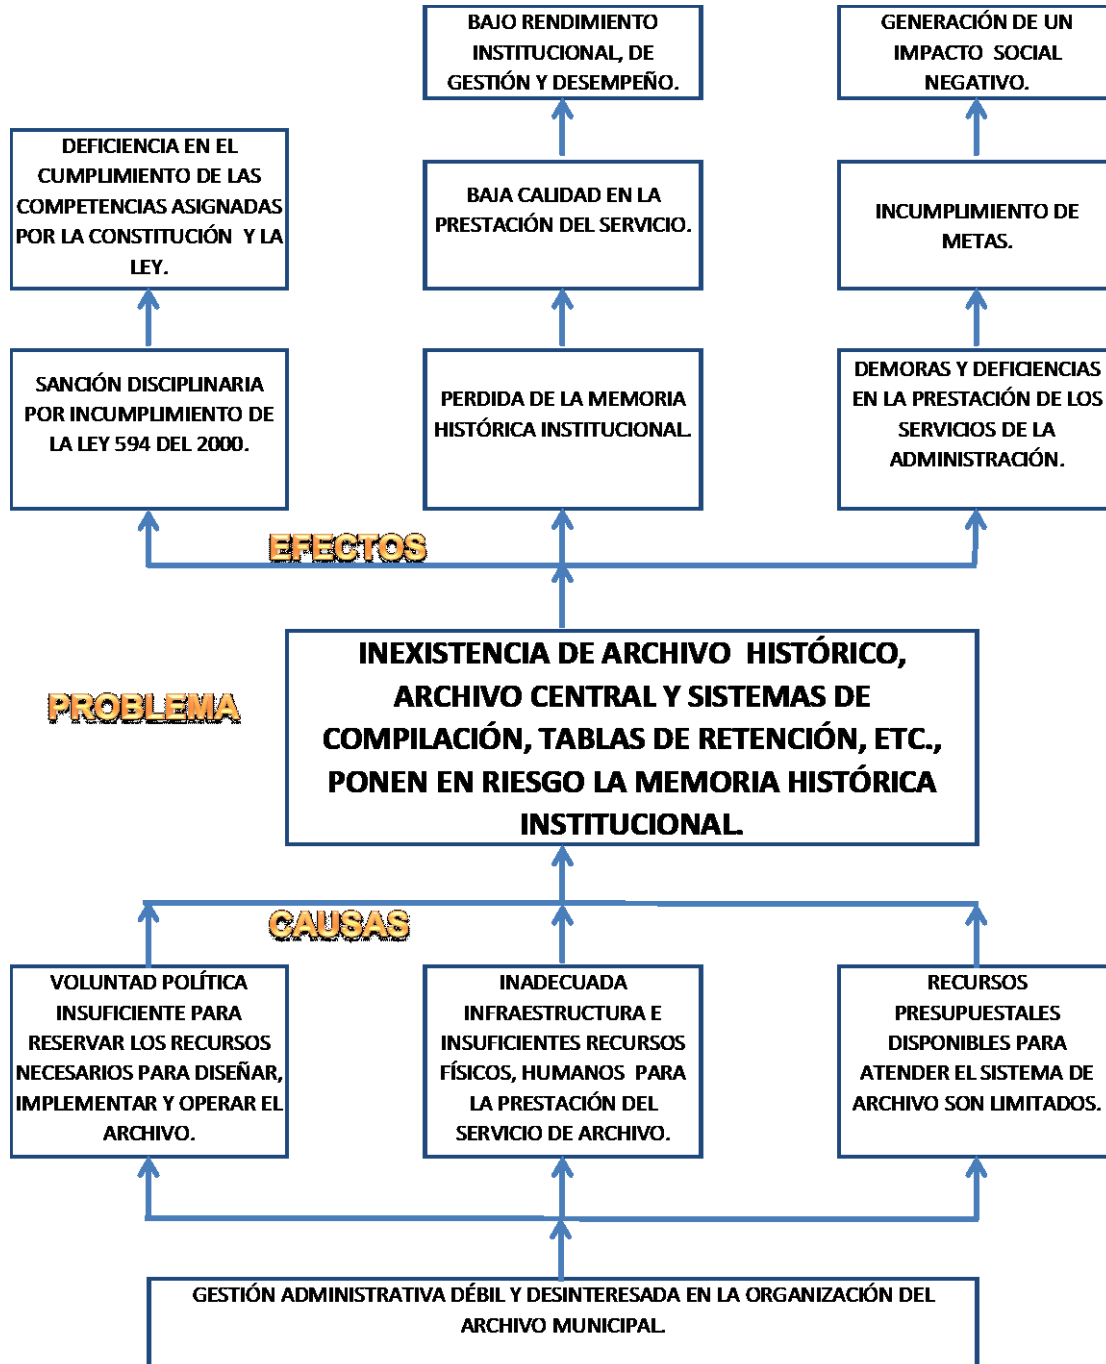 BAJO RENDIMIENTO
INSTITUCIONAL, DE
GESTIÓN Y DESEMPEÑO.
GENERACIÓN DE UN
IMPACTO SOCIAL
NEGATIVO.
DEFICIENCIA EN EL
CUMPLIMIENTO DE LAS
COMPETENCIAS ASIGNADAS
POR LA CONSTITUCIÓN Y LA
LEY.
BAJA CALIDAD EN LA
PRESTACIÓN DEL SERVICIO.
INCUMPLIMIENTO DE
METAS.
SANCIÓN DISCIPLINARIA
POR INCUMPLIMIENTO DE
LA LEY 594 DEL 2000.
PERDIDA DE LA MEMORIA
HISTÓRICA INSTITUCIONAL.
DEMORAS Y DEFICIENCIAS
EN LA PRESTACIÓN DE LOS
SERVICIOS DE LA
ADMINISTRACIÓN.
EFECTOS
PROBLEMA
INEXISTENCIA DE ARCHIVO HISTÓRICO,
ARCHIVO CENTRAL Y SISTEMAS DE
COMPILACIÓN, TABLAS DE RETENCIÓN, ETC.,
PONEN EN RIESGO LA MEMORIA HISTÓRICA
INSTITUCIONAL.
CAUSAS
VOLUNTAD POLÍTICA
INSUFICIENTE PARA
RESERVAR LOS RECURSOS
NECESARIOS PARA DISEÑAR,
IMPLEMENTAR Y OPERAR EL
ARCHIVO.
INADECUADA
INFRAESTRUCTURA E
INSUFICIENTES RECURSOS
FÍSICOS, HUMANOS PARA
LA PRESTACIÓN DEL
SERVICIO DE ARCHIVO.
RECURSOS
PRESUPUESTALES
DISPONIBLES PARA
ATENDER EL SISTEMA DE
ARCHIVO SON LIMITADOS.
GESTIÓN ADMINISTRATIVA DÉBIL Y DESINTERESADA EN LA ORGANIZACIÓN DEL
ARCHIVO MUNICIPAL.